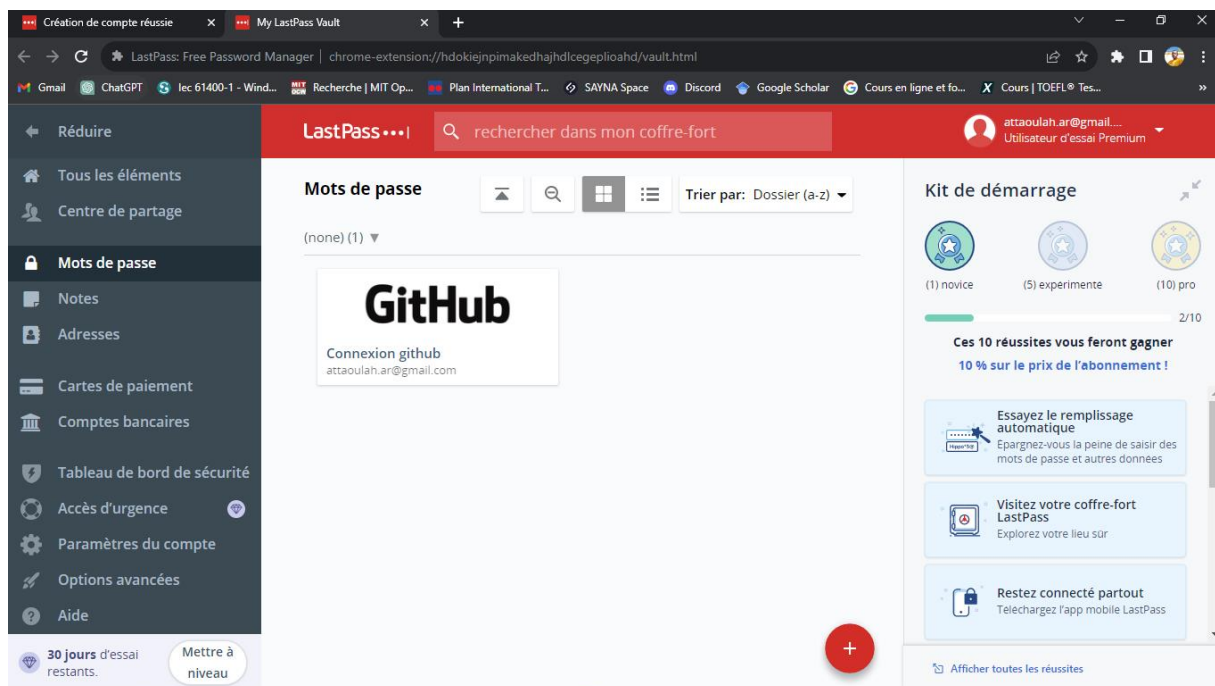 Création de compte réussie
My LastPass Vault
LastPass: Free Password Manager
chrome-extension://hdokiejnpimakedhajhdlcegeplioahd/vault.html
Gmail
ChatGPT
lec 61400-1 - Wind...
Recherche | MIT Op...
Plan International T...
SAYNA Space
Discord
Google Scholar
Cours en ligne et fo...
Cours | TOEFL® Tes...
»
Réduire
Tous les éléments
Centre de partage
Mots de passe
Notes
Adresses
Cartes de paiement
Comptes bancaires
Tableau de bord de sécurité
Accès d'urgence
Paramètres du compte
Options avancées
Aide
30 jours d'essai
restants.
Mettre à
niveau
LastPass
rechercher dans mon coffre-fort
attaoulah.ar@gmail....
Utilisateur d'essai Premium
Mots de passe
Trier par: Dossier (a-z)
(none) (1)
GitHub
Connexion github
attaoulah.ar@gmail.com
+
Kit de démarrage
(1) novice
(5) expérimenté
(10) pro
2/10
Ces 10 réussites vous feront gagner
10 % sur le prix de l'abonnement !
Essayez le remplissage
automatique
Épargnez-vous la peine de saisir des
mots de passe et autres données
Visitez votre coffre-fort
LastPass
Explorez votre lieu sûr
Restez connecté partout
Téléchargez l'app mobile LastPass
Afficher toutes les réussites